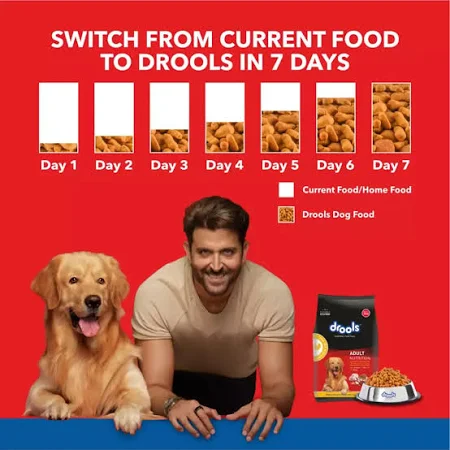 SWITCH FROM CURRENT FOOD
TO DROOLS IN 7 DAYS
Day 1 Day 2 Day 3 Day 4 Day 5 Day 6 Day 7
Current Food/Home Food
Drools Dog Food
drools
ADULT
drools